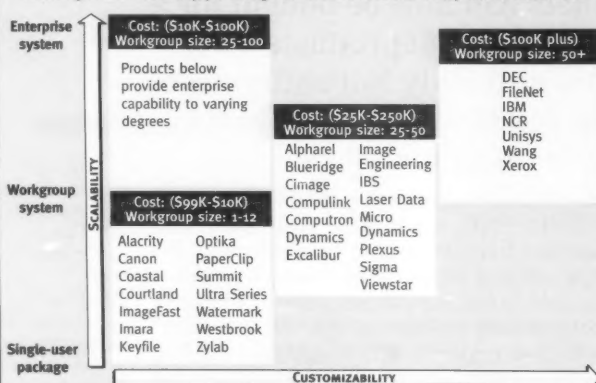 Enterprise
system
Cost: ($10K-$100K)
Workgroup size: 25-100
Products below
provide enterprise
capability to varying
degrees
Cost: ($100K plus)
Workgroup size: 50+
DEC
FileNet
IBM
NCR
Unisys
Wang
Xerox
Cost: ($25K-$250K)
Workgroup size: 25-50
Alpharel
Blueridge
Cimage
Compulink
Computron
Dynamics
Excalibur
Image
Engineering
IBS
Laser Data
Micro
Dynamics
Plexus
Sigma
Viewstar
SCALABILITY
Workgroup
system
Cost: ($99K-$10K)
Workgroup size: 1-12
Alacrity
Canon
Coastal
Courtland
ImageFast
Imara
Keyfile
Optika
PaperClip
Summit
Ultra Series
Watermark
Westbrook
Zylab
Single-user
package
CUSTOMIZABILITY